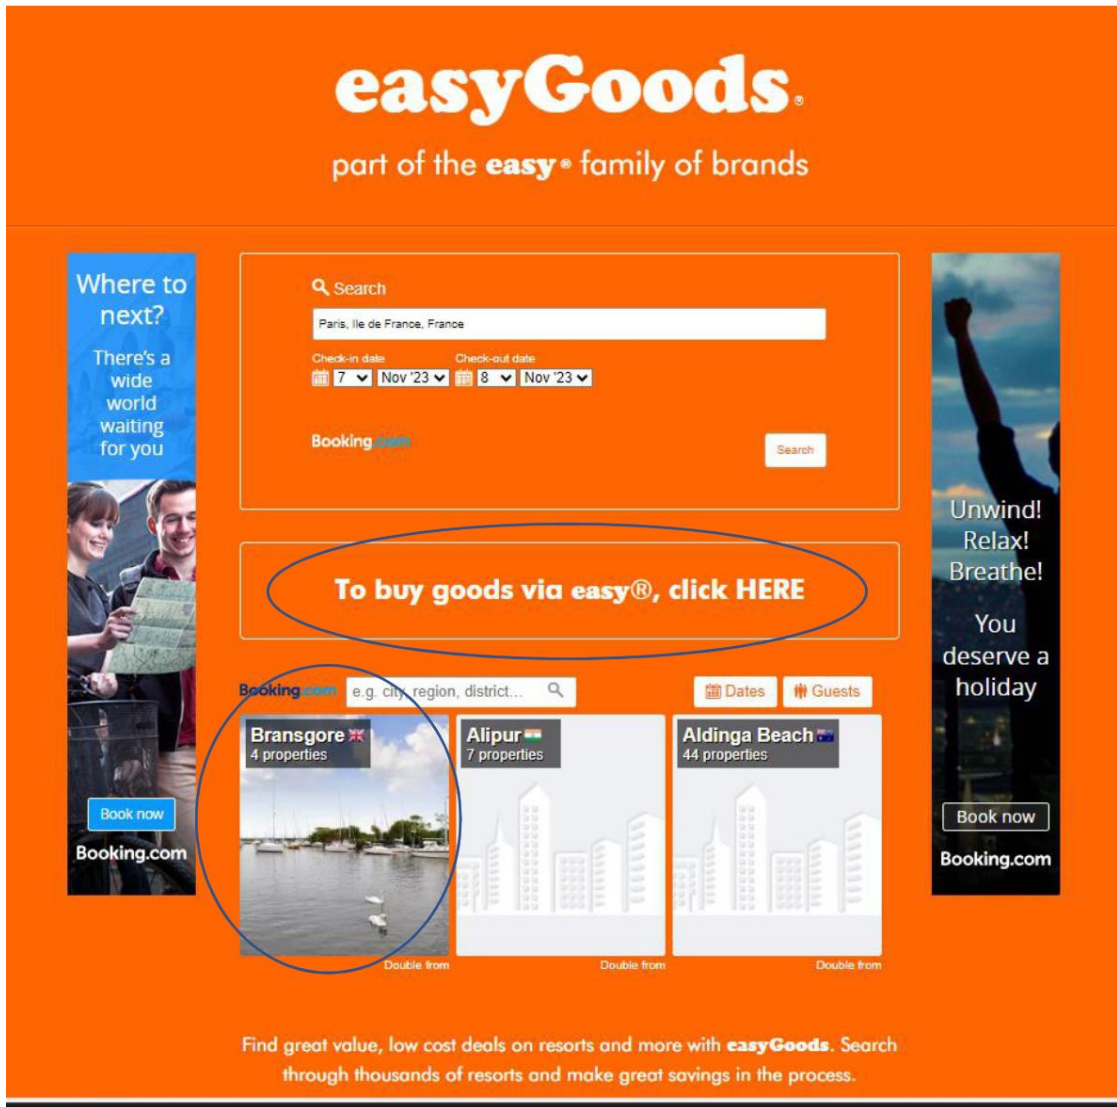 easyGoods.®
part of the easy® family of brands
Where to
next?
There's a
wide
world
waiting
for you
Book now
Booking.com
Search
Paris, Ile de France, France
Check-in date Check-out date
7 Nov '23 8 Nov '23
Booking.com Search
To buy goods via easy®, click HERE
Booking.com e.g. city, region, district... Dates Guests
Bransgore
4 properties
Alipur
7 properties
Aldinga Beach
44 properties
Double from Double from Double from
Unwind!
Relax!
Breathe!
You
deserve a
holiday
Book now
Booking.com
Find great value, low cost deals on resorts and more with easyGoods. Search
through thousands of resorts and make great savings in the process.